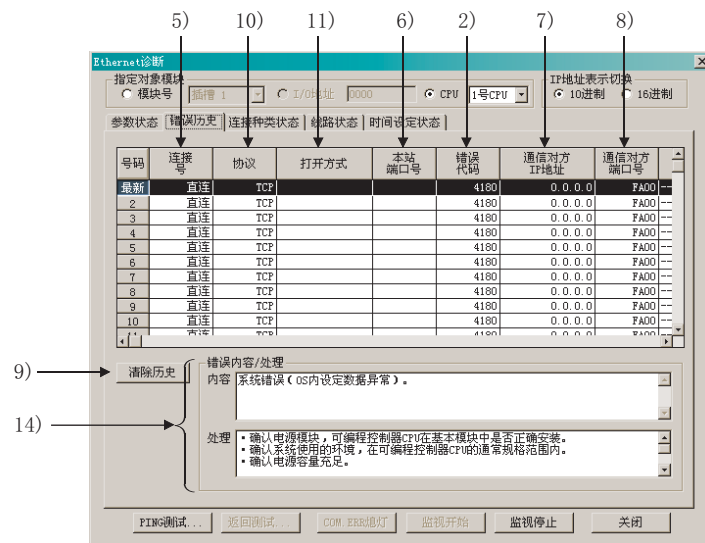 5) 10) 11) 6) 2) 7) 8)
Ethernet诊断
指定对象模块 IP地址表示切换
模块号 插槽 1 I/O地址 0000 CPU 1号CPU 10进制 16进制
参数状态 错误历史 连接种类状态 线路状态 时间设定状态
号码 连接号 协议 打开方式 本站端口号 错误代码 通信对方IP地址 通信对方端口号
最新 直连 TCP 4180 0.0.0.0 FA00 --
2 直连 TCP 4180 0.0.0.0 FA00 --
3 直连 TCP 4180 0.0.0.0 FA00 --
4 直连 TCP 4180 0.0.0.0 FA00 --
5 直连 TCP 4180 0.0.0.0 FA00 --
6 直连 TCP 4180 0.0.0.0 FA00 --
7 直连 TCP 4180 0.0.0.0 FA00 --
8 直连 TCP 4180 0.0.0.0 FA00 --
9 直连 TCP 4180 0.0.0.0 FA00 --
10 直连 TCP 4180 0.0.0.0 FA00 --
11 直连 TCP 4180 0.0.0.0 FA00 --
9) 清除历史
错误内容/处理
内容 系统错误(OS内设定数据异常)。
14)
处理 •确认电源模块,可编程控制器CPU在基本模块中是否正确安装。
•确认系统使用的环境,在可编程控制器CPU的通常规格范围内。
•确认电源容量充足。
PING测试... 返回测试... COM.ERR熄灯 监视开始 监视停止 关闭